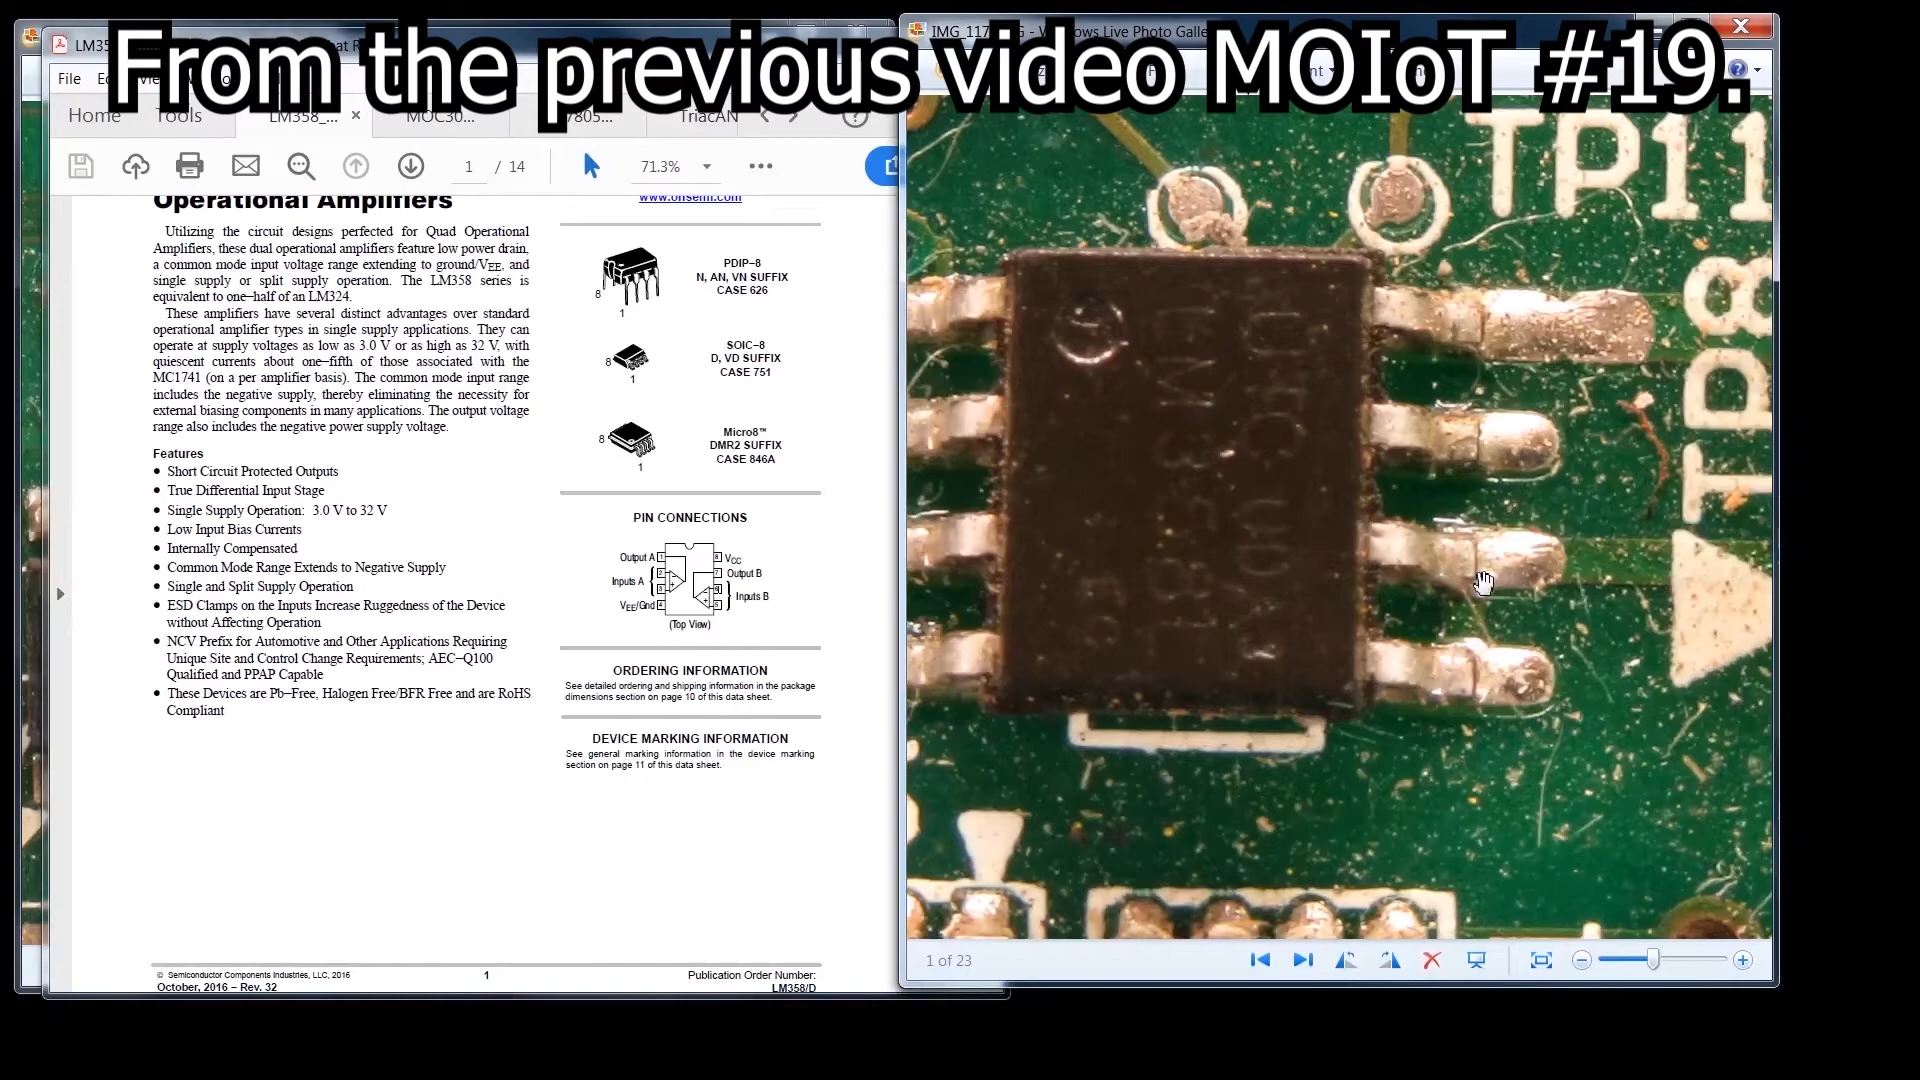 From the previous video MOIoT #19.
LM35
File
Home
Tools
LM358_...
MOC30...
7805...
TriacAN
1 / 14
71.3%
Operational Amplifiers
Utilizing the circuit designs perfected for Quad Operational
Amplifiers, these dual operational amplifiers feature low power drain,
a common mode input voltage range extending to ground/VEE, and
single supply or split supply operation. The LM358 series is
equivalent to one−half of an LM324.
These amplifiers have several distinct advantages over standard
operational amplifier types in single supply applications. They can
operate at supply voltages as low as 3.0 V or as high as 32 V, with
quiescent currents about one−fifth of those associated with the
MC1741 (on a per amplifier basis). The common mode input range
includes the negative supply, thereby eliminating the necessity for
external biasing components in many applications. The output voltage
range also includes the negative power supply voltage.
Features
• Short Circuit Protected Outputs
• True Differential Input Stage
• Single Supply Operation: 3.0 V to 32 V
• Low Input Bias Currents
• Internally Compensated
• Common Mode Range Extends to Negative Supply
• Single and Split Supply Operation
• ESD Clamps on the Inputs Increase Ruggedness of the Device
without Affecting Operation
• NCV Prefix for Automotive and Other Applications Requiring
Unique Site and Control Change Requirements; AEC−Q100
Qualified and PPAP Capable
• These Devices are Pb−Free, Halogen Free/BFR Free and are RoHS
Compliant
www.onsemi.com
PDIP−8
N, AN, VN SUFFIX
CASE 626
8
1
SOIC−8
D, VD SUFFIX
CASE 751
8
1
Micro8™
DMR2 SUFFIX
CASE 846A
8
1
PIN CONNECTIONS
Output A 1
8 VCC
2
7 Output B
Inputs A
3
6
Inputs B
VEE/Gnd 4
5
(Top View)
ORDERING INFORMATION
See detailed ordering and shipping information in the package
dimensions section on page 10 of this data sheet.
DEVICE MARKING INFORMATION
See general marking information in the device marking
section on page 11 of this data sheet.
© Semiconductor Components Industries, LLC, 2016
October, 2016 − Rev. 32
1
Publication Order Number:
LM358/D
TP11
TP8
1 of 23